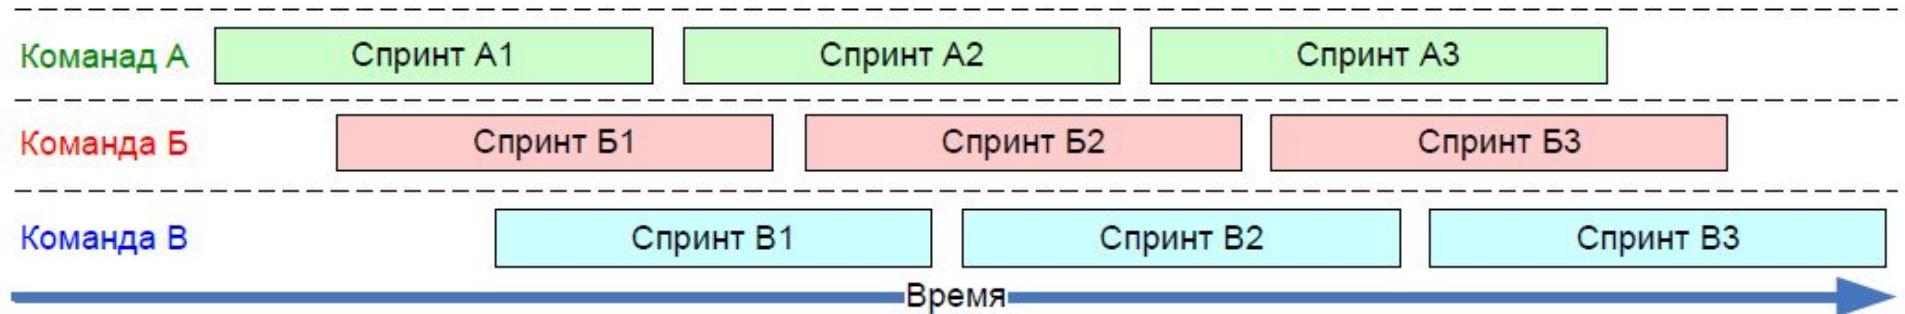 Команад А Спринт А1 Спринт А2 Спринт А3
Команда Б Спринт Б1 Спринт Б2 Спринт Б3
Команда В Спринт В1 Спринт В2 Спринт В3
Время